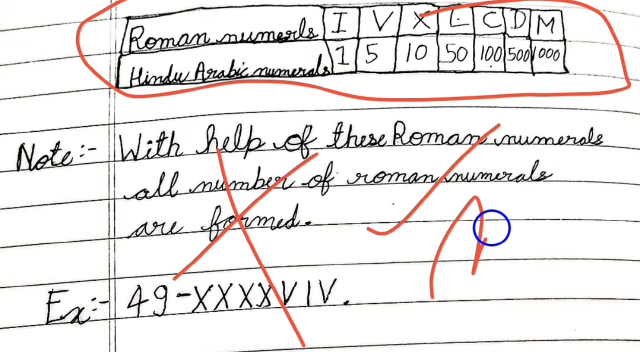 Roman numerls I V X L C D M
Hindu Arabic numerals 1 5 10 50 100 500 1000
Note:- With help of these Roman numerals
all number of roman numerals
are formed.
Ex:- 49-XXXXVIV.